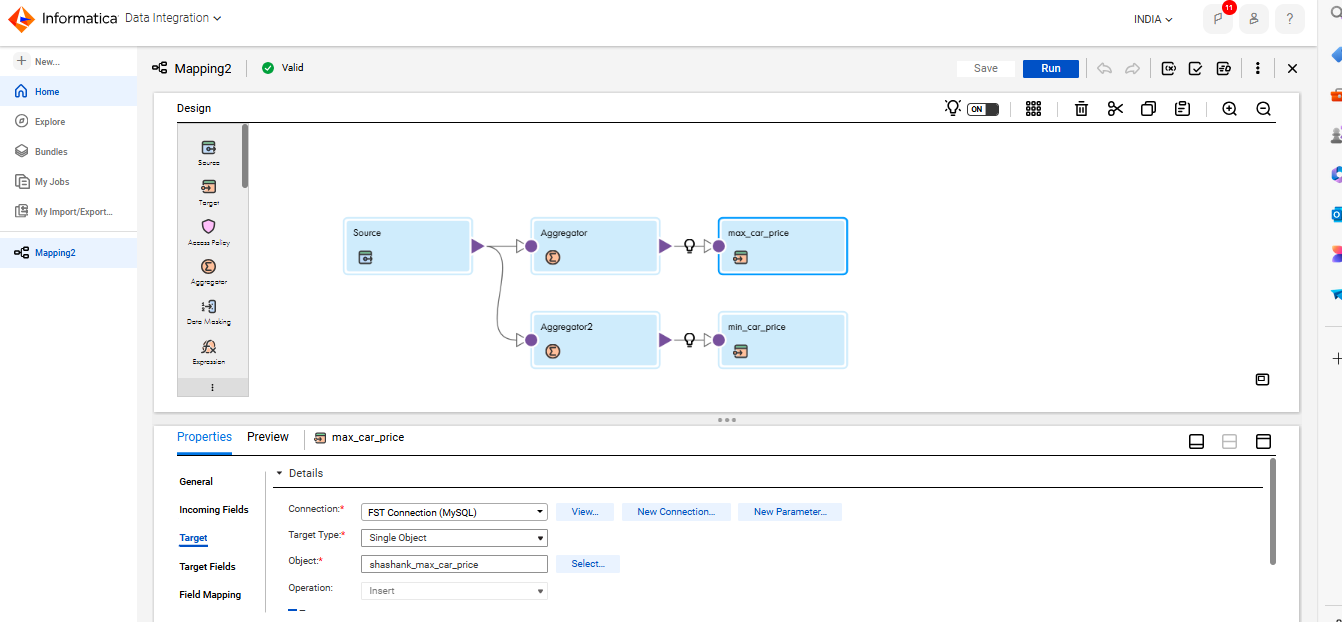 Informatica Data Integration
INDIA
11
?
New...
Home
Explore
Bundles
My Jobs
My Import/Export...
Mapping2
Mapping2
Valid
Save
Run
Design
ON
Source
Target
Access Policy
Aggregator
Data Masking
Expression
Source
Aggregator
max_car_price
Aggregator2
min_car_price
Properties
Preview
max_car_price
General
Incoming Fields
Target
Target Fields
Field Mapping
Details
Connection:* FST Connection (MySQL) View... New Connection... New Parameter...
Target Type:* Single Object
Object:* shashank_max_car_price Select...
Operation: Insert